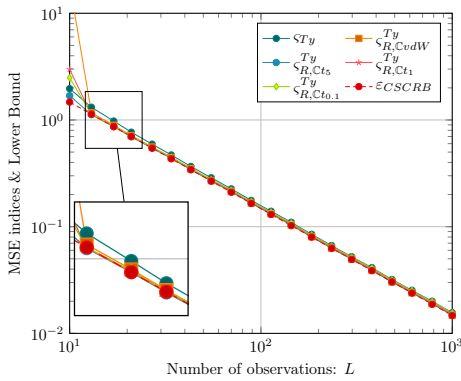 10^1
ς_{Ty}
ς^{Ty}_{R,ℂvdW}
ς^{Ty}_{R,ℂt_5}
ς^{Ty}_{R,ℂt_1}
ς^{Ty}_{R,ℂt_{0.1}}
ε_{CSCRB}
MSE indices & Lower Bound
10^0
10^{−1}
10^{−2}
10^1
10^2
10^3
Number of observations: L